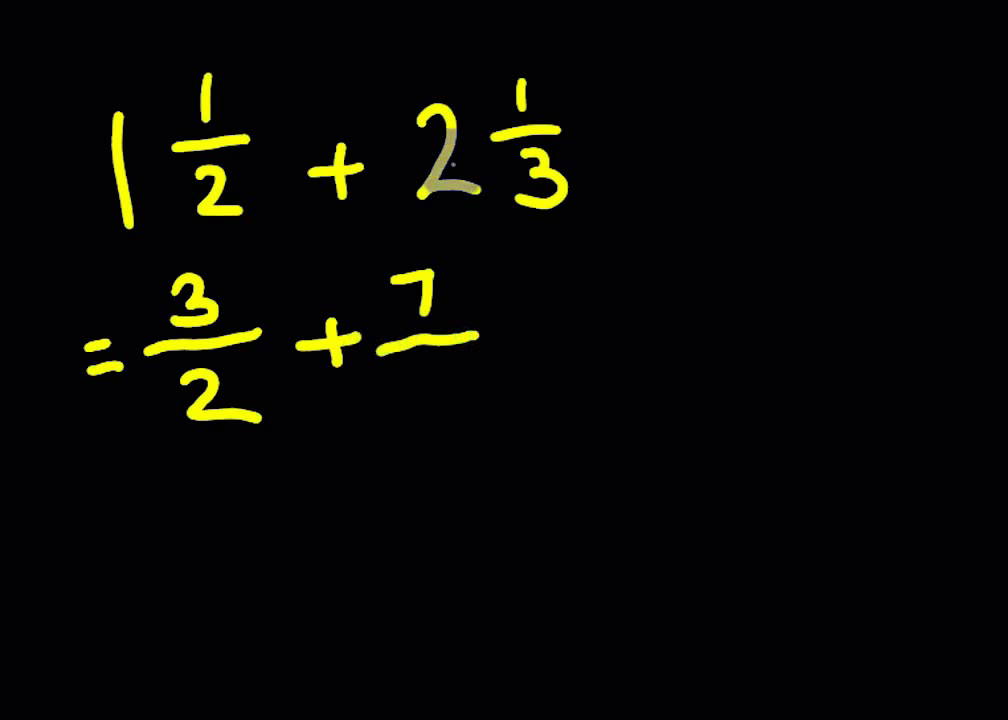 1 1/2 + 2 1/3
= 3/2 + 7/